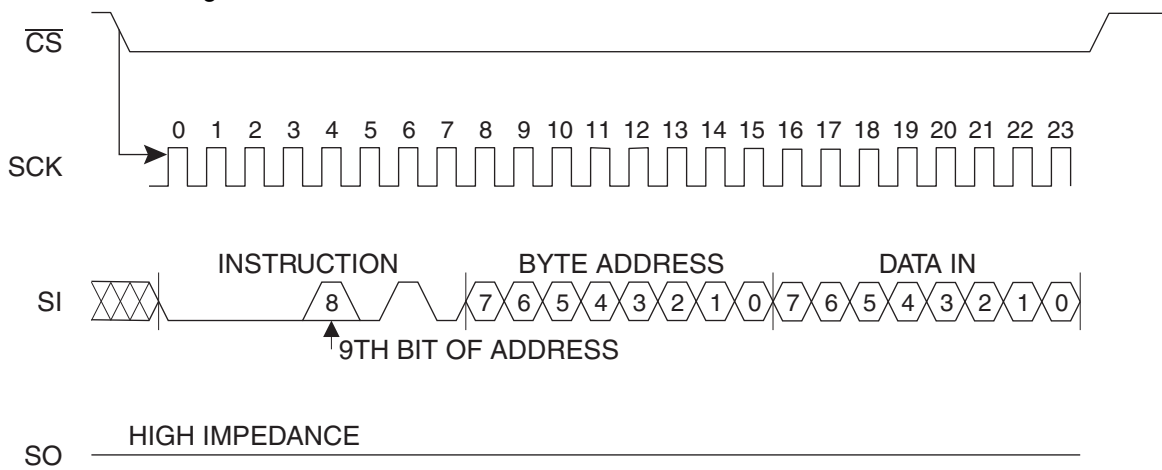 CS
0 1 2 3 4 5 6 7 8 9 10 11 12 13 14 15 16 17 18 19 20 21 22 23
SCK
INSTRUCTION BYTE ADDRESS DATA IN
SI 8 7 6 5 4 3 2 1 0 7 6 5 4 3 2 1 0
9TH BIT OF ADDRESS
HIGH IMPEDANCE
SO